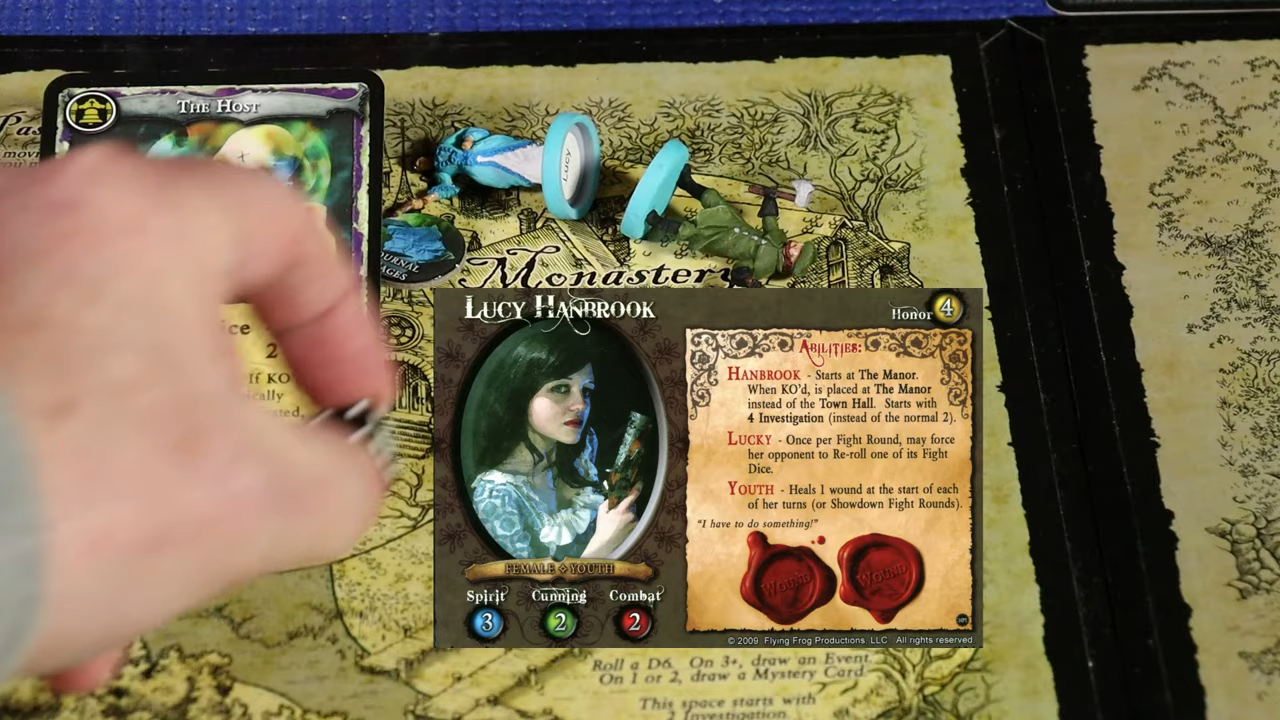 THE HOST
LUCY
JOURNAL
PAGES
Monastery
2
If KO
LUCY HANBROOK
Honor 4
ABILITIES:
HANBROOK - Starts at The Manor.
When KO'd, is placed at The Manor
instead of the Town Hall. Starts with
4 Investigation (instead of the normal 2).
LUCKY - Once per Fight Round, may force
her opponent to Re-roll one of its Fight
Dice.
YOUTH - Heals 1 wound at the start of each
of her turns (or Showdown Fight Rounds).
"I have to do something!"
WOUND WOUND
FEMALE ❖ YOUTH
Spirit Cunning Combat
3 2 2
© 2009 Flying Frog Productions, LLC All rights reserved.
Roll a D6. On 3+, draw an Event.
On 1 or 2, draw a Mystery Card.
This space starts with
2 Investigation.